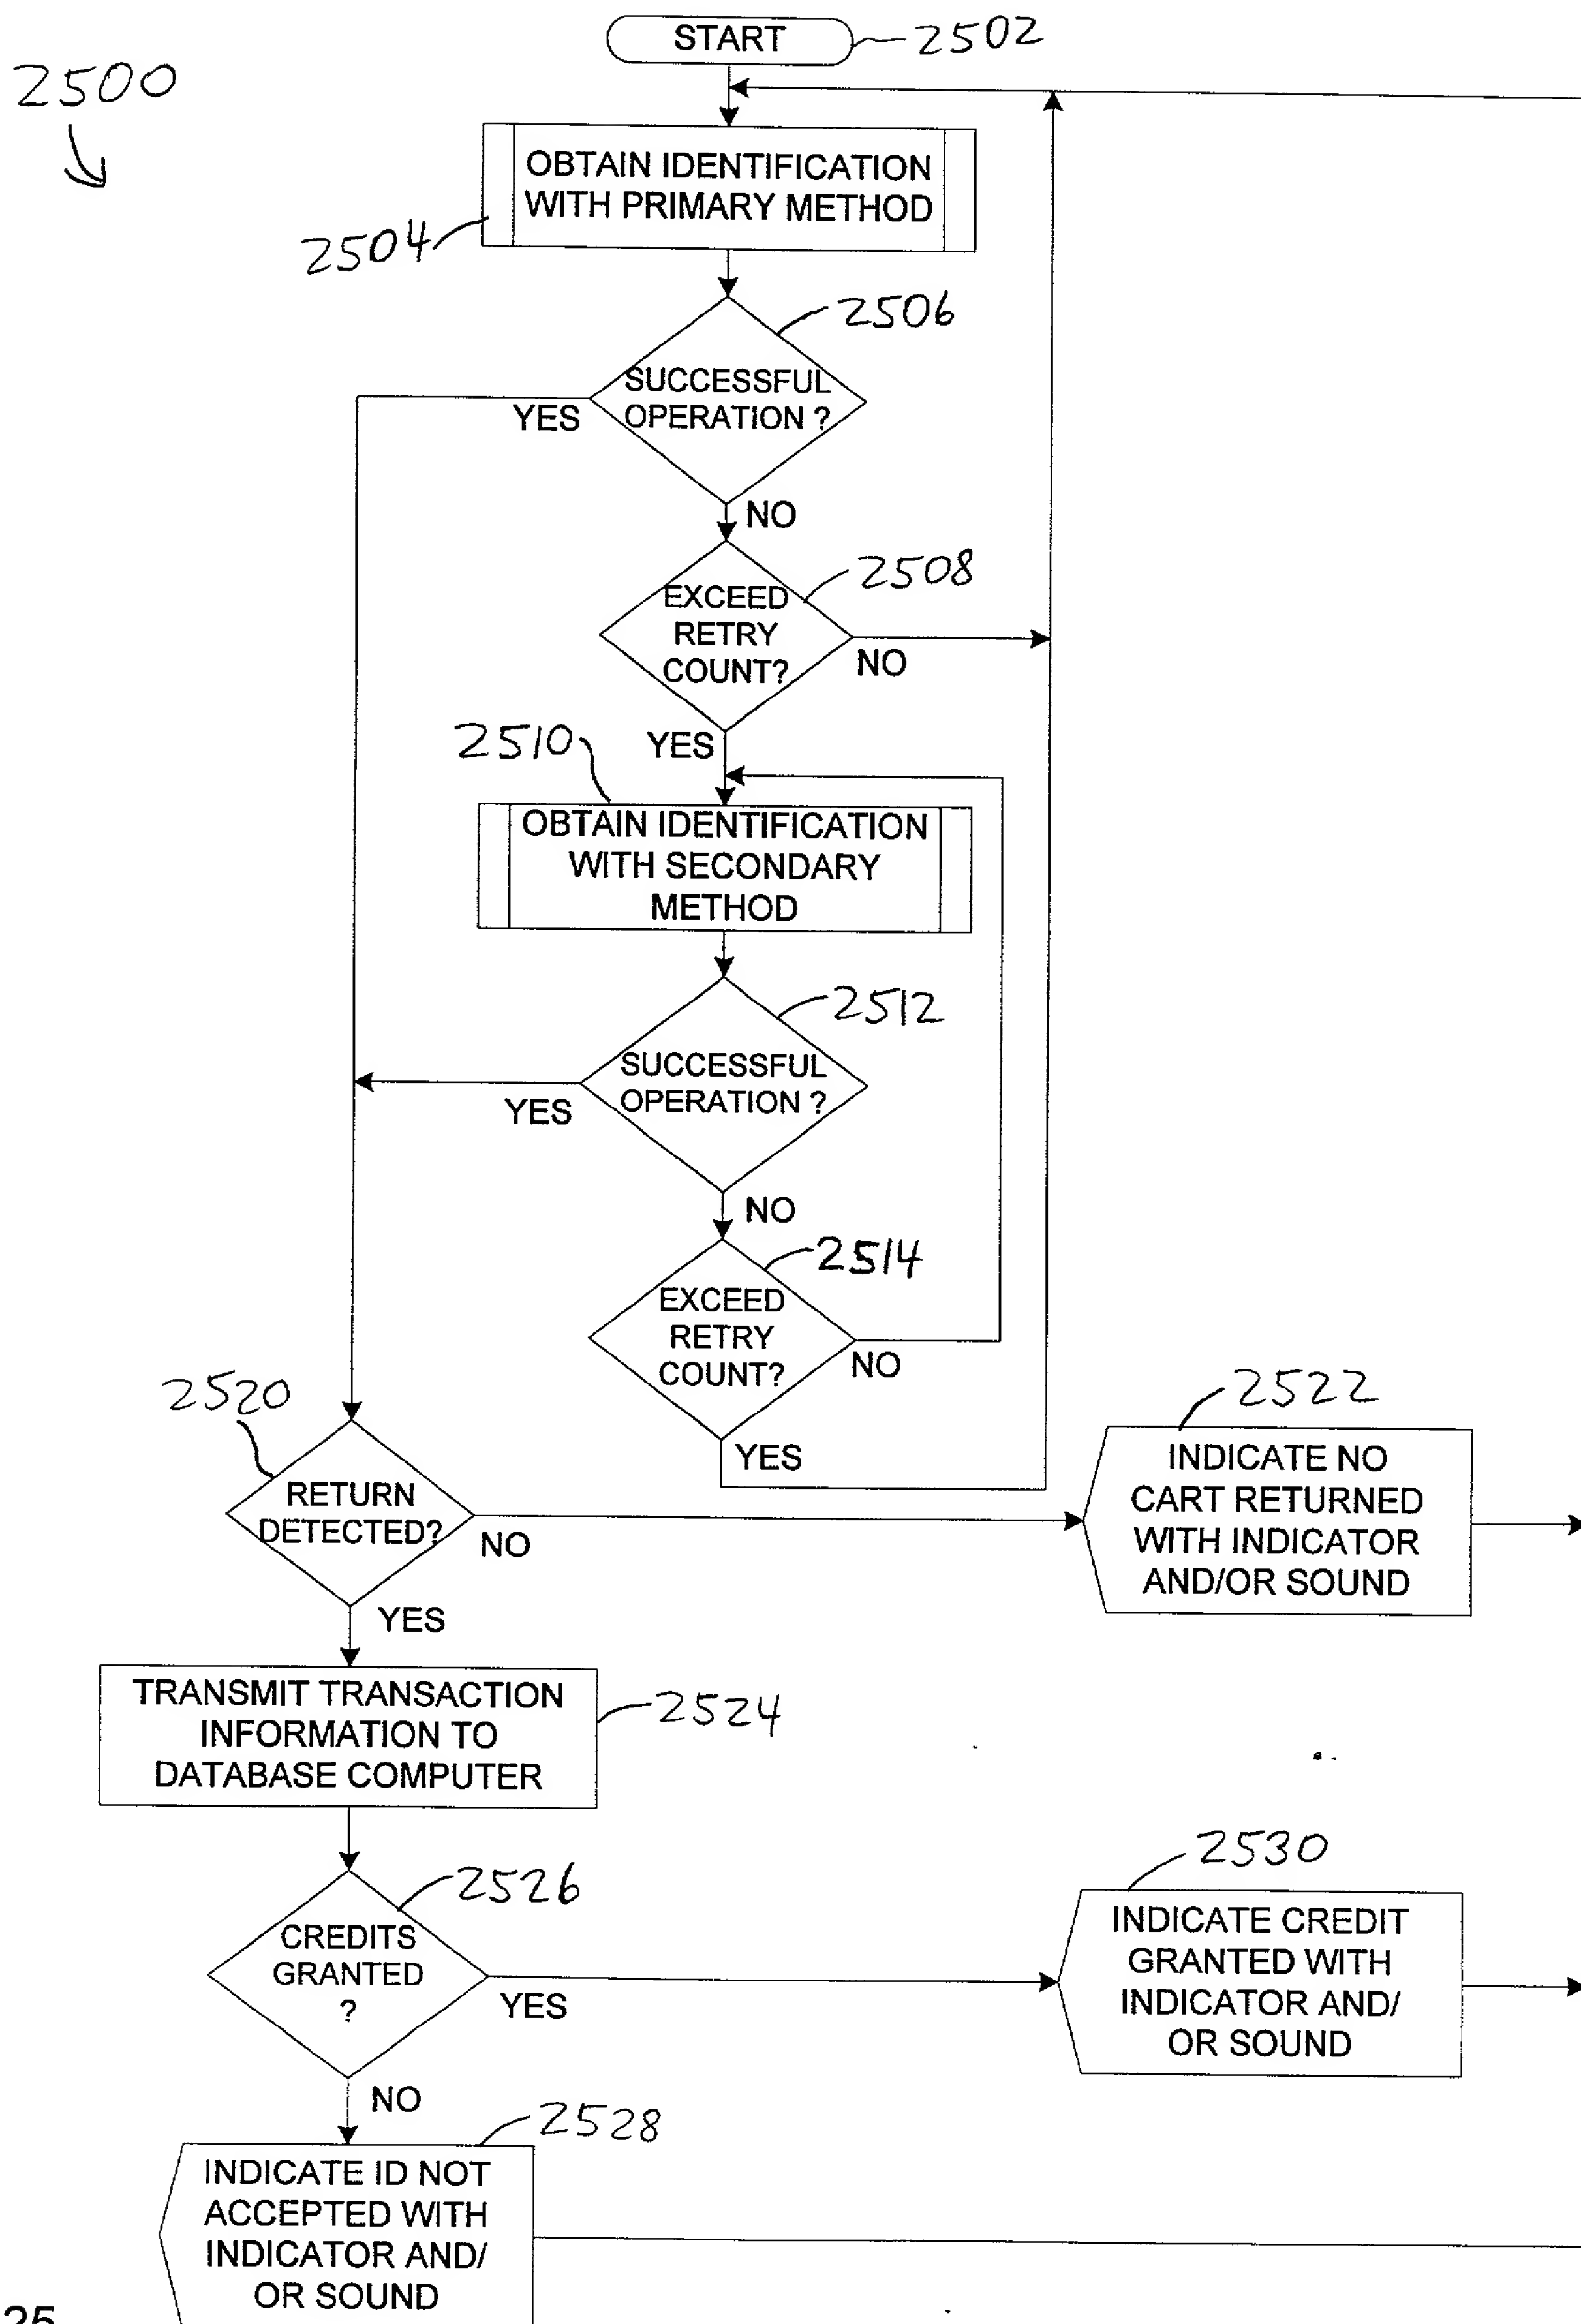 START
2502
2500
OBTAIN IDENTIFICATION
WITH PRIMARY METHOD
2504
2506
SUCCESSFUL
OPERATION ?
YES
NO
2508
EXCEED
RETRY
COUNT?
NO
YES
2510
OBTAIN IDENTIFICATION
WITH SECONDARY
METHOD
2512
SUCCESSFUL
OPERATION ?
YES
NO
2514
EXCEED
RETRY
COUNT?
NO
YES
2520
RETURN
DETECTED?
NO
YES
2522
INDICATE NO
CART RETURNED
WITH INDICATOR
AND/OR SOUND
TRANSMIT TRANSACTION
INFORMATION TO
DATABASE COMPUTER
2524
2526
CREDITS
GRANTED
?
YES
NO
2530
INDICATE CREDIT
GRANTED WITH
INDICATOR AND/
OR SOUND
2528
INDICATE ID NOT
ACCEPTED WITH
INDICATOR AND/
OR SOUND
25